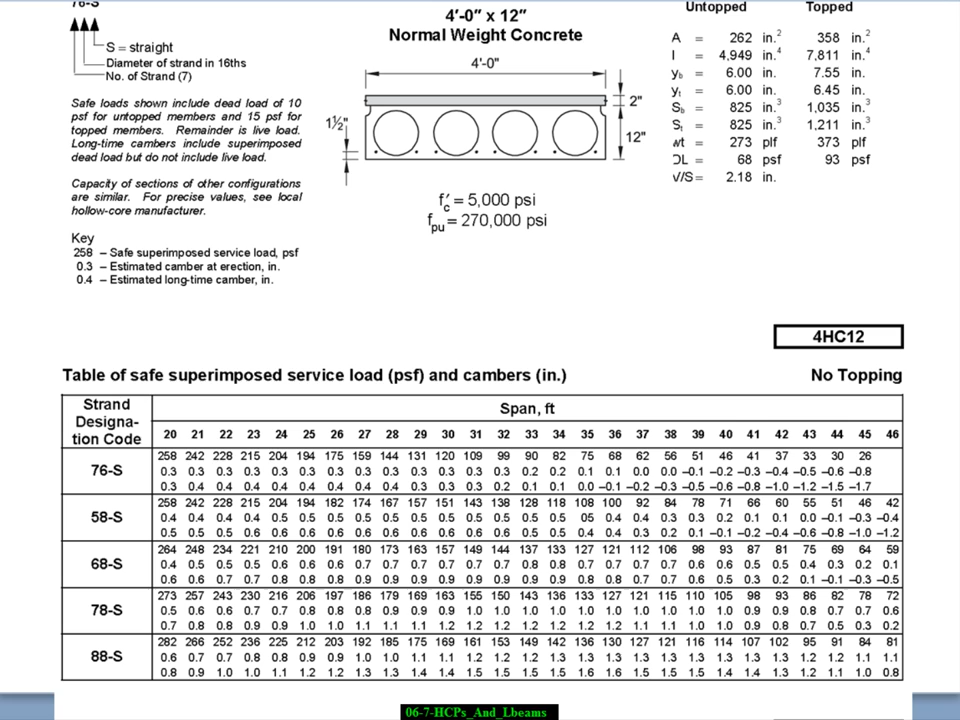 76-S
S = straight
Diameter of strand in 16ths
No. of Strand (7)
Safe loads shown include dead load of 10
psf for untopped members and 15 psf for
topped members. Remainder is live load.
Long-time cambers include superimposed
dead load but do not include live load.
Capacity of sections of other configurations
are similar. For precise values, see local
hollow-core manufacturer.
Key
258 – Safe superimposed service load, psf
0.3 – Estimated camber at erection, in.
0.4 – Estimated long-time camber, in.
4′-0″ x 12″
Normal Weight Concrete
4'-0"
2"
1½"
12"
f′c = 5,000 psi
fpu = 270,000 psi
Untopped Topped
A = 262 in.2 358 in.2
I = 4,949 in.4 7,811 in.4
yb = 6.00 in. 7.55 in.
yt = 6.00 in. 6.45 in.
Sb = 825 in.3 1,035 in.3
St = 825 in.3 1,211 in.3
wt = 273 plf 373 plf
DL = 68 psf 93 psf
V/S = 2.18 in.
4HC12
Table of safe superimposed service load (psf) and cambers (in.) No Topping
Strand
Designa-
tion Code
Span, ft
20 21 22 23 24 25 26 27 28 29 30 31 32 33 34 35 36 37 38 39 40 41 42 43 44 45 46
76-S
258 242 228 215 204 194 175 159 144 131 120 109 99 90 82 75 68 62 56 51 46 41 37 33 30 26
0.3 0.3 0.3 0.3 0.3 0.3 0.3 0.3 0.3 0.3 0.3 0.3 0.3 0.2 0.2 0.1 0.1 0.0 0.0 –0.1 –0.2 –0.3 –0.4 –0.5 –0.6 –0.8
0.3 0.4 0.4 0.4 0.4 0.4 0.4 0.4 0.4 0.3 0.3 0.3 0.2 0.1 0.1 0.0 –0.1 –0.2 –0.3 –0.5 –0.6 –0.8 –1.0 –1.2 –1.5 –1.7
58-S
258 242 228 215 204 194 182 174 167 157 151 143 138 128 118 108 100 92 84 78 71 66 60 55 51 46 42
0.4 0.4 0.4 0.4 0.5 0.5 0.5 0.5 0.5 0.5 0.5 0.5 0.5 0.5 0.5 05 0.4 0.4 0.3 0.3 0.2 0.1 0.1 0.0 –0.1 –0.3 –0.4
0.5 0.5 0.5 0.6 0.6 0.6 0.6 0.6 0.6 0.6 0.6 0.6 0.6 0.5 0.5 0.4 0.4 0.3 0.2 0.1 –0.1 –0.2 –0.4 –0.6 –0.8 –1.0 –1.2
68-S
264 248 234 221 210 200 191 180 173 163 157 149 144 137 133 127 121 112 106 98 93 87 81 75 69 64 59
0.4 0.5 0.5 0.5 0.6 0.6 0.6 0.7 0.7 0.7 0.7 0.7 0.7 0.8 0.8 0.7 0.7 0.7 0.7 0.6 0.6 0.5 0.5 0.4 0.3 0.2 0.1
0.6 0.6 0.7 0.7 0.8 0.8 0.8 0.9 0.9 0.9 0.9 0.9 0.9 0.9 0.9 0.8 0.8 0.7 0.7 0.6 0.5 0.3 0.2 0.1 –0.1 –0.3 –0.5
78-S
273 257 243 230 216 206 197 186 179 169 163 155 150 143 136 133 127 121 115 110 105 98 93 86 82 78 72
0.5 0.6 0.6 0.7 0.7 0.8 0.8 0.8 0.9 0.9 0.9 1.0 1.0 1.0 1.0 1.0 1.0 1.0 1.0 1.0 1.0 0.9 0.9 0.8 0.7 0.7 0.6
0.7 0.8 0.8 0.9 0.9 1.0 1.0 1.1 1.1 1.1 1.2 1.2 1.2 1.2 1.2 1.2 1.2 1.1 1.1 1.0 1.0 0.9 0.8 0.7 0.5 0.3 0.2
88-S
282 266 252 236 225 212 203 192 185 175 169 161 153 149 142 136 130 127 121 116 114 107 102 95 91 84 81
0.6 0.7 0.7 0.8 0.8 0.9 0.9 1.0 1.0 1.1 1.1 1.2 1.2 1.2 1.3 1.3 1.3 1.3 1.3 1.3 1.3 1.3 1.3 1.2 1.2 1.1 1.1
0.8 0.9 1.0 1.0 1.1 1.2 1.2 1.3 1.3 1.4 1.4 1.5 1.5 1.5 1.5 1.6 1.6 1.5 1.5 1.5 1.4 1.4 1.3 1.2 1.1 1.0 0.8
06-7-HCPs_And_Lbeams